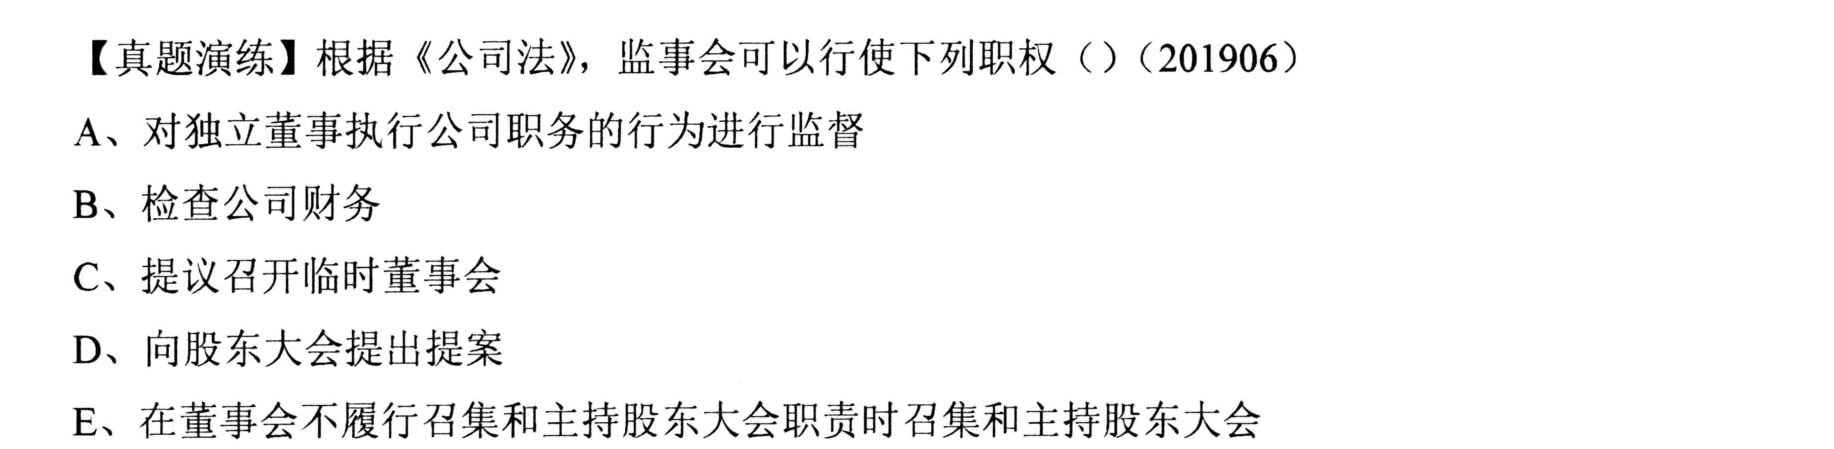 【真题演练】根据《公司法》，监事会可以行使下列职权（）（201906）
A、对独立董事执行公司职务的行为进行监督
B、检查公司财务
C、提议召开临时董事会
D、向股东大会提出提案
E、在董事会不履行召集和主持股东大会职责时召集和主持股东大会